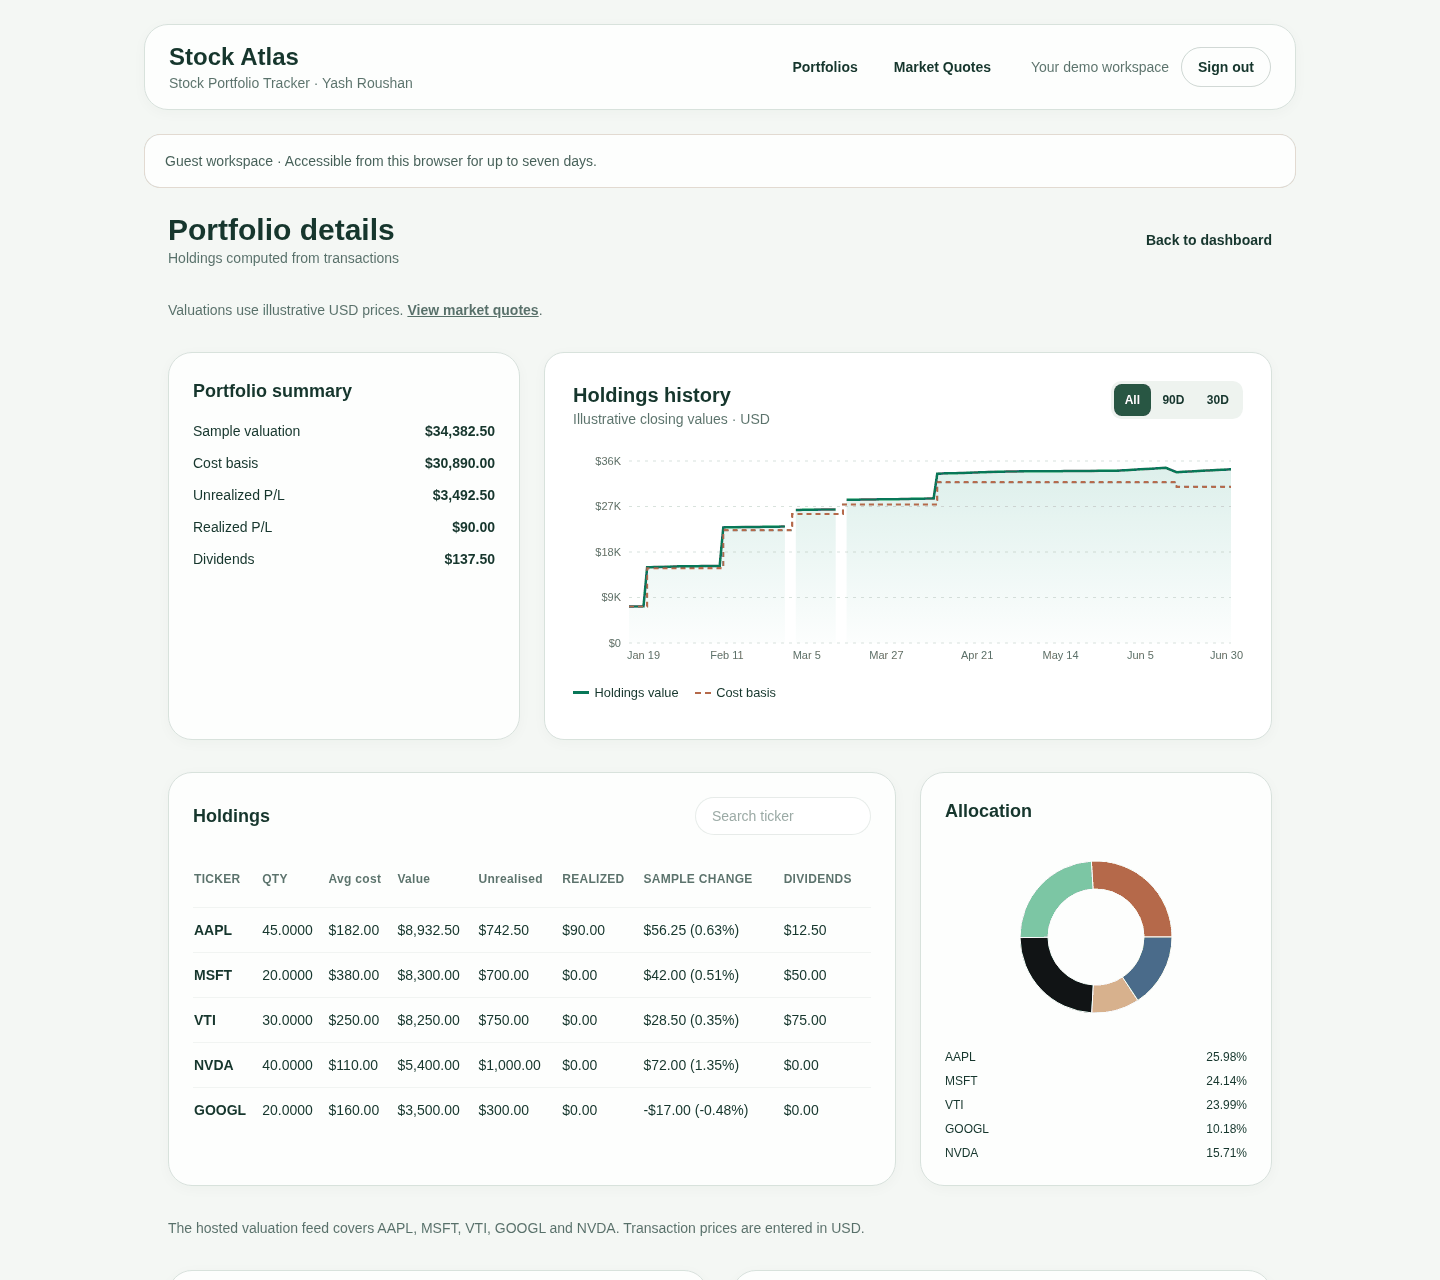 Stock Atlas
Stock Portfolio Tracker · Yash Roushan
Portfolios Market Quotes Your demo workspace Sign out
Guest workspace · Accessible from this browser for up to seven days.
Portfolio details
Holdings computed from transactions
Back to dashboard
Valuations use illustrative USD prices. View market quotes.
Portfolio summary
Sample valuation $34,382.50
Cost basis $30,890.00
Unrealized P/L $3,492.50
Realized P/L $90.00
Dividends $137.50
Holdings history
Illustrative closing values · USD
All 90D 30D
$36K
$27K
$18K
$9K
$0
Jan 19 Feb 11 Mar 5 Mar 27 Apr 21 May 14 Jun 5 Jun 30
Holdings value Cost basis
Holdings
Search ticker
TICKER QTY Avg cost Value Unrealised REALIZED SAMPLE CHANGE DIVIDENDS
AAPL 45.0000 $182.00 $8,932.50 $742.50 $90.00 $56.25 (0.63%) $12.50
MSFT 20.0000 $380.00 $8,300.00 $700.00 $0.00 $42.00 (0.51%) $50.00
VTI 30.0000 $250.00 $8,250.00 $750.00 $0.00 $28.50 (0.35%) $75.00
NVDA 40.0000 $110.00 $5,400.00 $1,000.00 $0.00 $72.00 (1.35%) $0.00
GOOGL 20.0000 $160.00 $3,500.00 $300.00 $0.00 -$17.00 (-0.48%) $0.00
Allocation
AAPL 25.98%
MSFT 24.14%
VTI 23.99%
GOOGL 10.18%
NVDA 15.71%
The hosted valuation feed covers AAPL, MSFT, VTI, GOOGL and NVDA. Transaction prices are entered in USD.